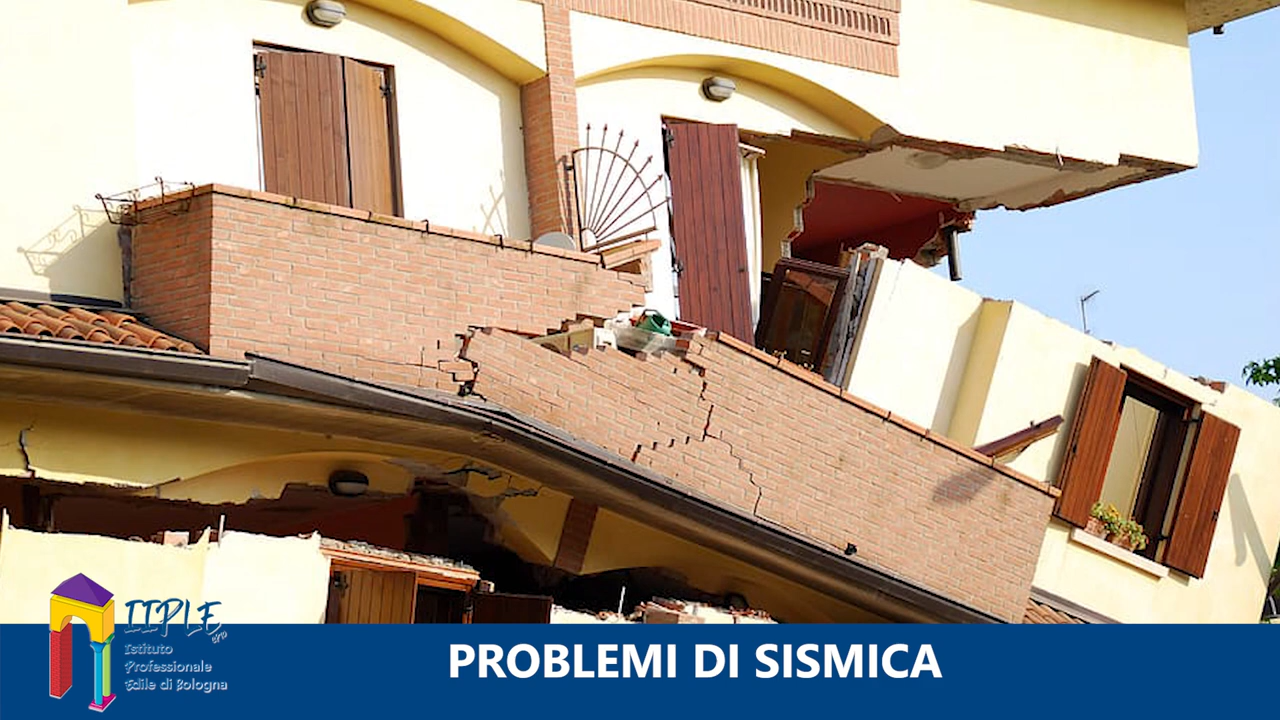 IIPLE
Istituto
Professionale
Edile di Bologna
PROBLEMI DI SISMICA